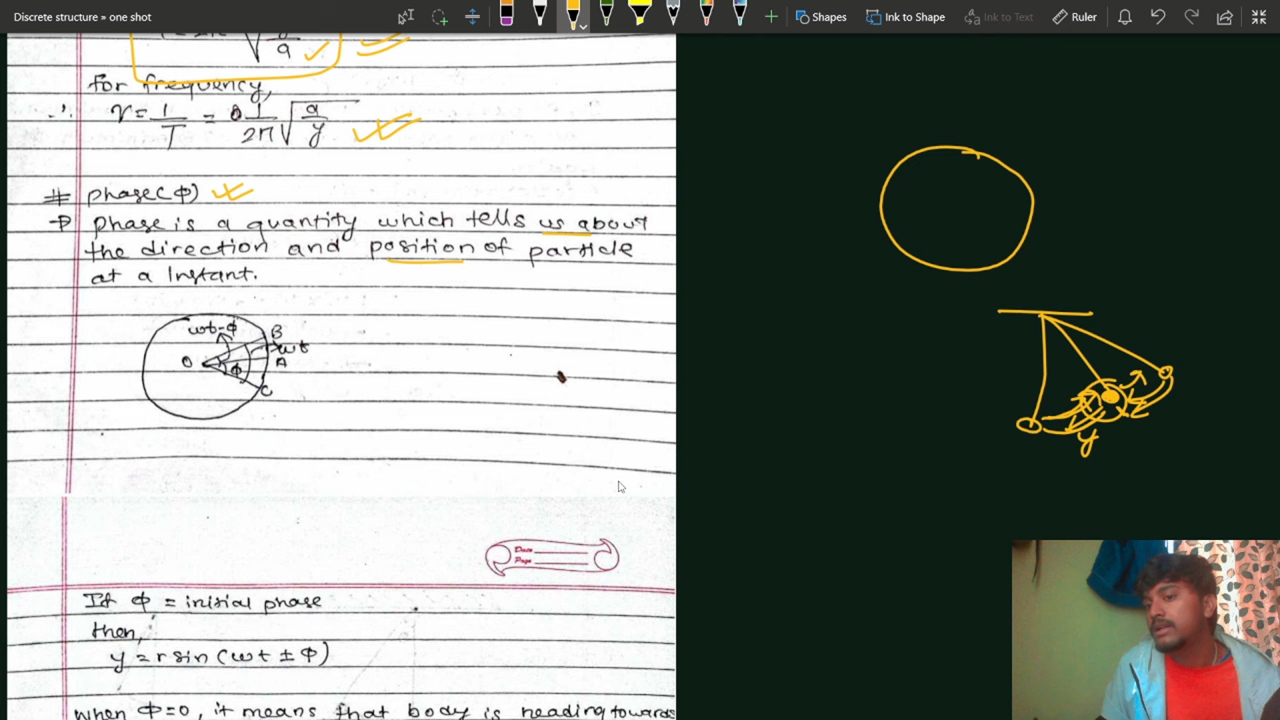 Discrete structure » one shot
Shapes
Ink to Shape
Ink to Text
Ruler
a
for frequency,
∴ ν = 1/T = 1/2π √a/y
# phase(φ)
→ phase is a quantity which tells us about
the direction and position of particle
at a Instant.
ωt-φ
B
ωt
O
φ
A
C
y
Date
Page
If φ = initial phase
then,
y = r sin (ωt ± φ)
When φ=0, it means that body is heading towards